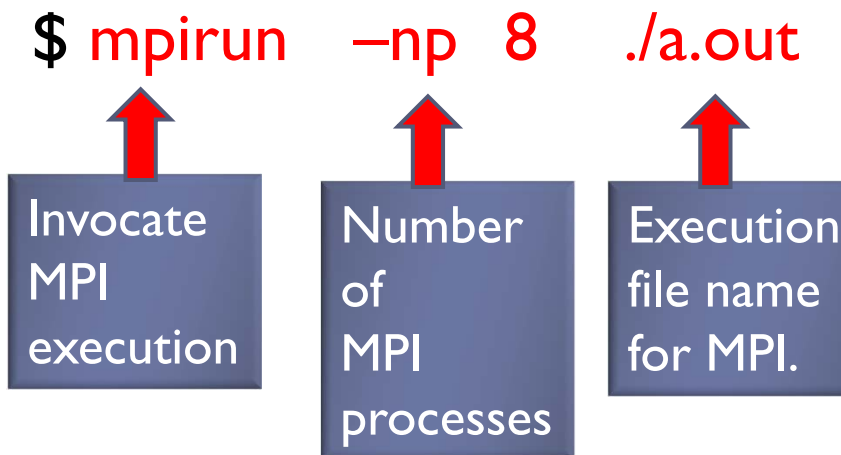 $ mpirun –np 8 ./a.out
Invocate
MPI
execution
Number
of
MPI
processes
Execution
file name
for MPI.